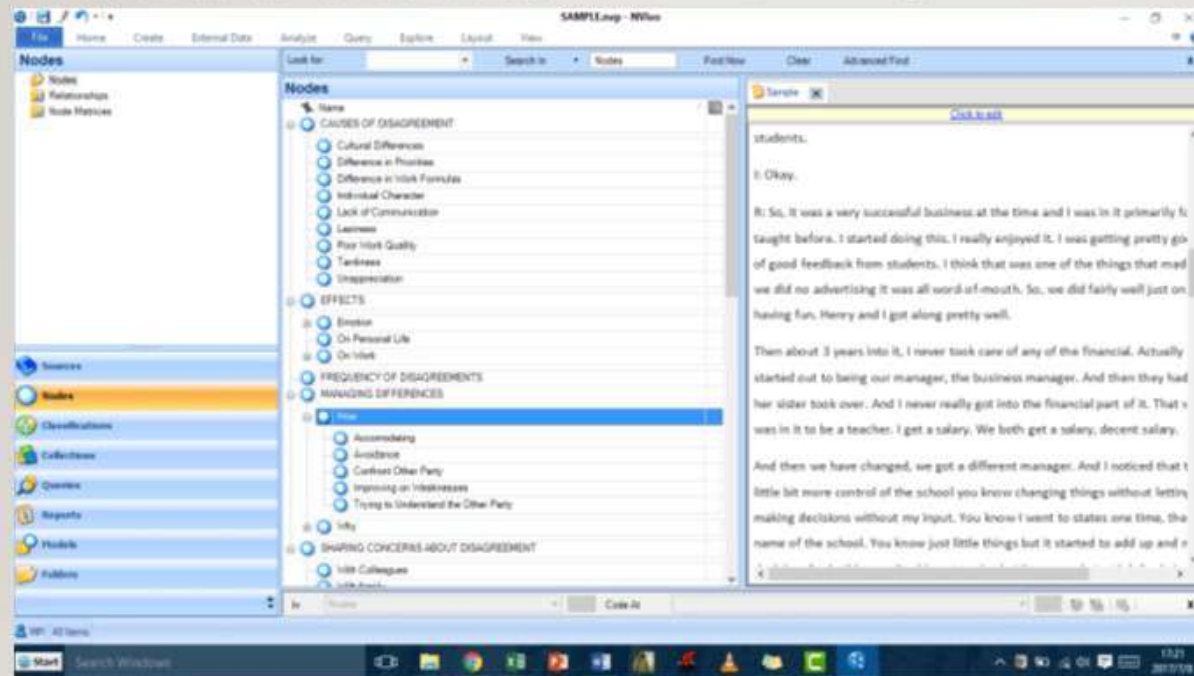 SAMPLE.nvp - NVivo
File Home Create External Data Analyze Query Explore Layout View
Nodes
Look for: Search In Nodes Find Now Clear Advanced Find
Nodes
Relationships
Node Matrices
Sources
Nodes
Classifications
Collections
Queries
Reports
Models
Folders
Nodes
Name
CAUSES OF DISAGREEMENT
Cultural Differences
Difference in Priorities
Difference in Work Formulas
Individual Character
Lack of Communication
Laziness
Poor Work Quality
Tardiness
Unappreciation
EFFECTS
Emotion
On Personal Life
On Work
FREQUENCY OF DISAGREEMENTS
MANAGING DIFFERENCES
How
Accomodating
Avoidance
Confront Other Party
Improving on Weaknesses
Trying to Understand the Other Party
Why
SHARING CONCERNS ABOUT DISAGREEMENT
With Colleagues
Sample
Click to edit
students.
I: Okay.
R: So, it was a very successful business at the time and I was in it primarily
taught before. I started doing this. I really enjoyed it. I was getting pretty
of good feedback from students. I think that was one of the things that
we did no advertising it was all word-of-mouth. So, we did fairly well just on
having fun. Henry and I got along pretty well.
Then about 3 years into it, I never took care of any of the financial. Actually
started out to being our manager, the business manager. And then they had
her sister took over. And I never really got into the financial part of it. That
was in it to be a teacher. I get a salary. We both get a salary, decent salary.
And then we have changed, we got a different manager. And I noticed that
little bit more control of the school you know changing things without
making decisions without my input. You know I went to states one time, the
name of the school. You know just little things but it started to add up and
In Nodes Code At
Items
Start Search Windows 17:21